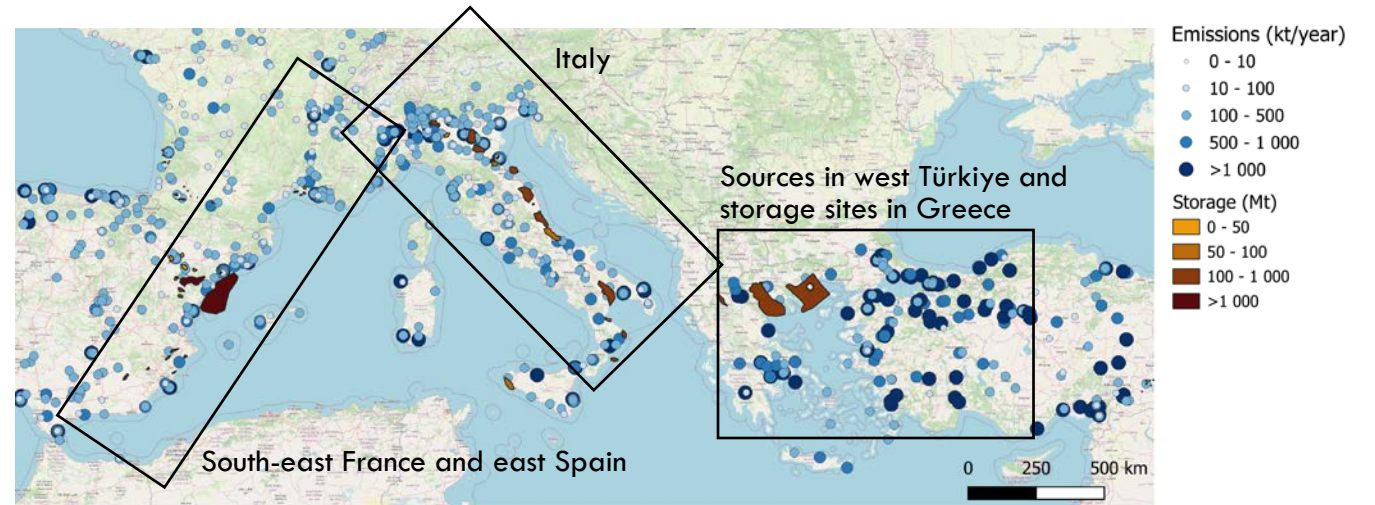 Italy
Sources in west Türkiye and
storage sites in Greece
South-east France and east Spain
0 250 500 km
Emissions (kt/year)
0 - 10
10 - 100
100 - 500
500 - 1 000
>1 000
Storage (Mt)
0 - 50
50 - 100
100 - 1 000
>1 000